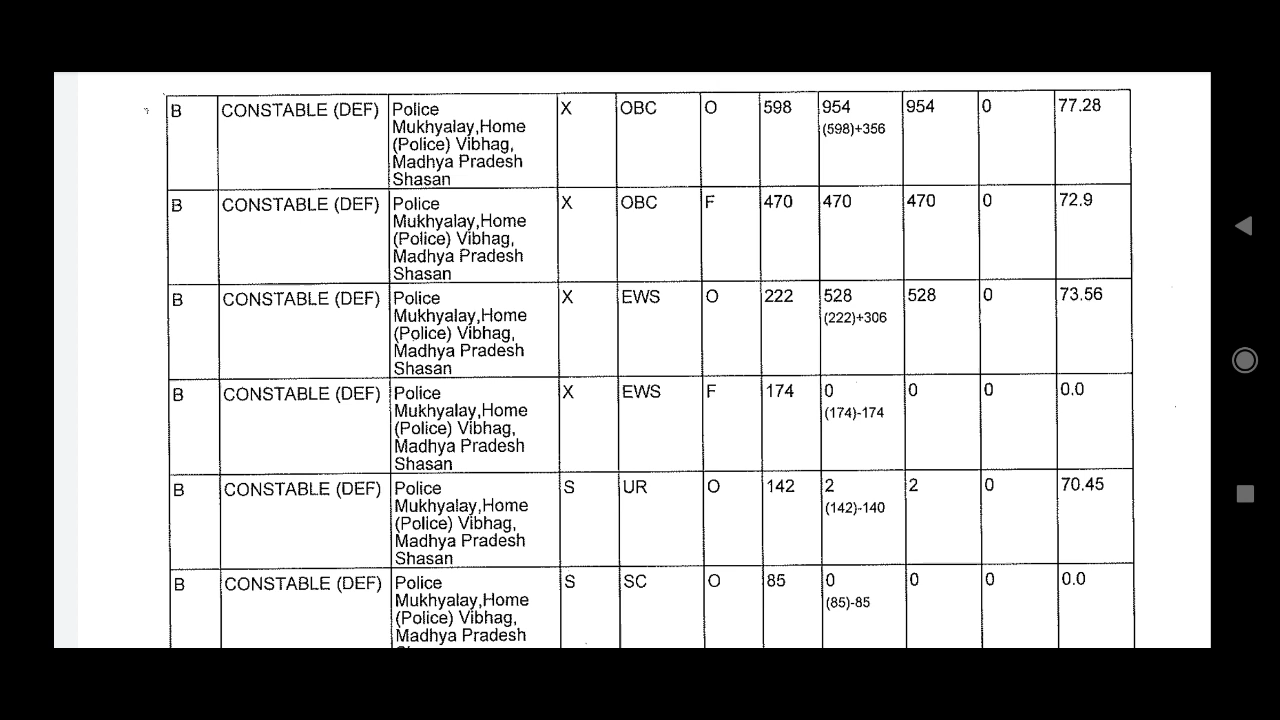 B CONSTABLE (DEF) Police X OBC O 598 954 954 0 77.28
Mukhyalay,Home (598)+356
(Police) Vibhag,
Madhya Pradesh
Shasan
B CONSTABLE (DEF) Police X OBC F 470 470 470 0 72.9
Mukhyalay,Home
(Police) Vibhag,
Madhya Pradesh
Shasan
B CONSTABLE (DEF) Police X EWS O 222 528 528 0 73.56
Mukhyalay,Home (222)+306
(Police) Vibhag,
Madhya Pradesh
Shasan
B CONSTABLE (DEF) Police X EWS F 174 0 0 0 0.0
Mukhyalay,Home (174)-174
(Police) Vibhag,
Madhya Pradesh
Shasan
B CONSTABLE (DEF) Police S UR O 142 2 2 0 70.45
Mukhyalay,Home (142)-140
(Police) Vibhag,
Madhya Pradesh
Shasan
B CONSTABLE (DEF) Police S SC O 85 0 0 0 0.0
Mukhyalay,Home (85)-85
(Police) Vibhag,
Madhya Pradesh